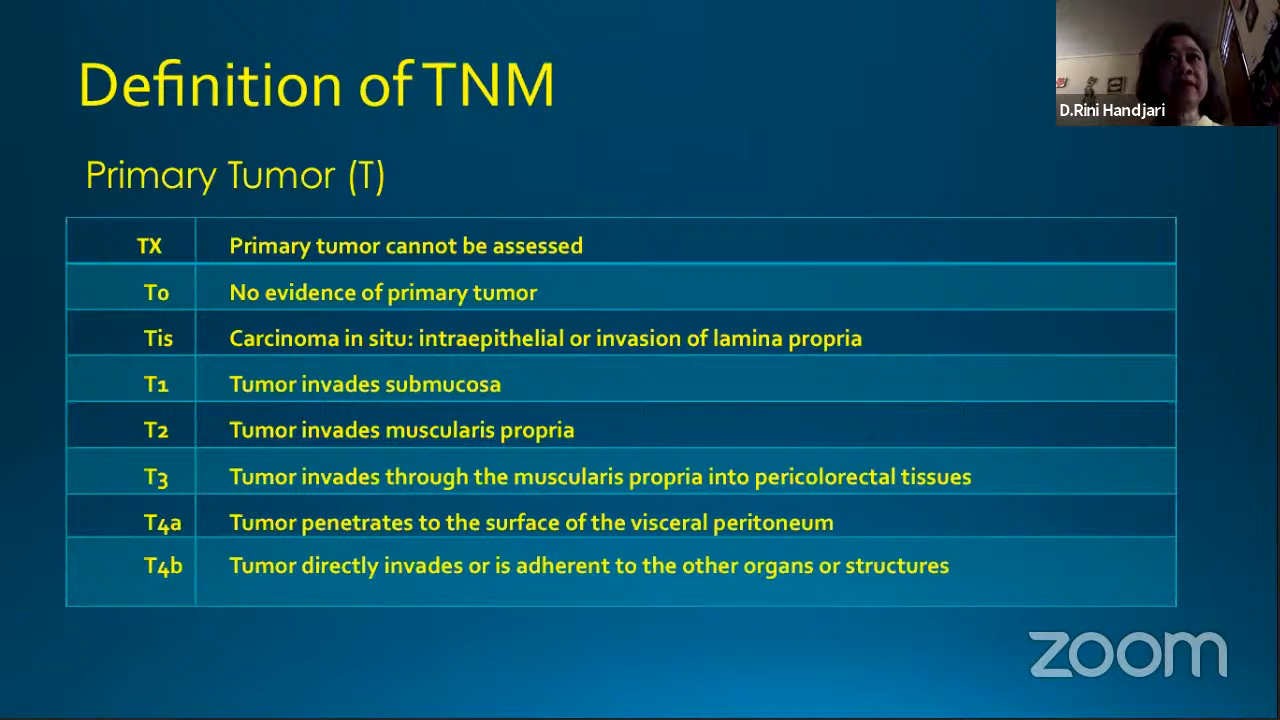 Definition of TNM
D.Rini Handjari
Primary Tumor (T)
TX Primary tumor cannot be assessed
T0 No evidence of primary tumor
Tis Carcinoma in situ: intraepithelial or invasion of lamina propria
T1 Tumor invades submucosa
T2 Tumor invades muscularis propria
T3 Tumor invades through the muscularis propria into pericolorectal tissues
T4a Tumor penetrates to the surface of the visceral peritoneum
T4b Tumor directly invades or is adherent to the other organs or structures
zoom